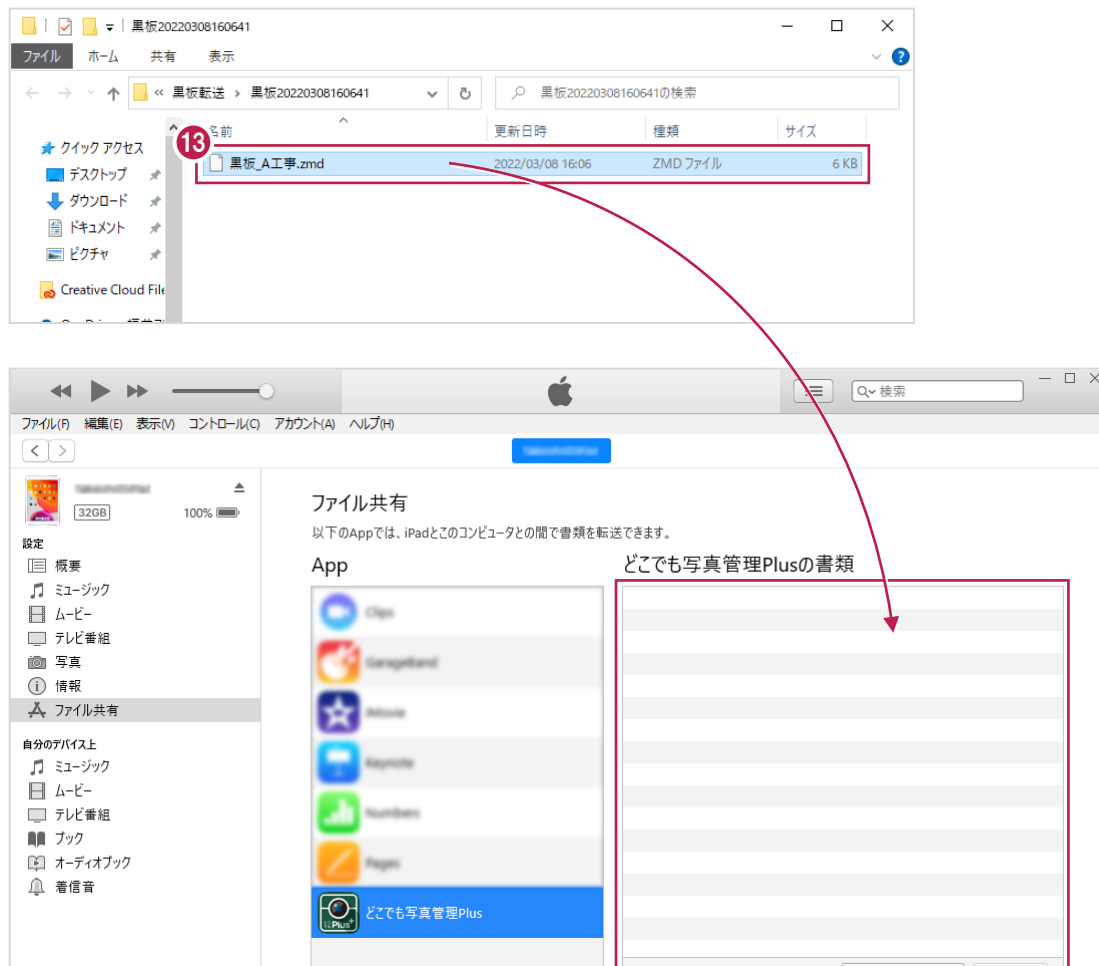 黒板20220308160641
ファイル ホーム 共有 表示
« 黒板転送 › 黒板20220308160641
黒板20220308160641の検索
名前 更新日時 種類 サイズ
13
クイック アクセス
デスクトップ
ダウンロード
ドキュメント
ピクチャ
Creative Cloud File
黒板_A工事.zmd 2022/03/08 16:06 ZMD ファイル 6 KB
検索
ファイル(F) 編集(E) 表示(V) コントロール(C) アカウント(A) ヘルプ(H)
32GB 100%
設定
概要
ミュージック
ムービー
テレビ番組
写真
情報
ファイル共有
自分のデバイス上
ミュージック
ムービー
テレビ番組
ブック
オーディオブック
着信音
ファイル共有
以下のAppでは、iPadとこのコンピュータとの間で書類を転送できます。
App
Clips
GarageBand
iMovie
Keynote
Numbers
Pages
どこでも写真管理Plus
どこでも写真管理Plusの書類